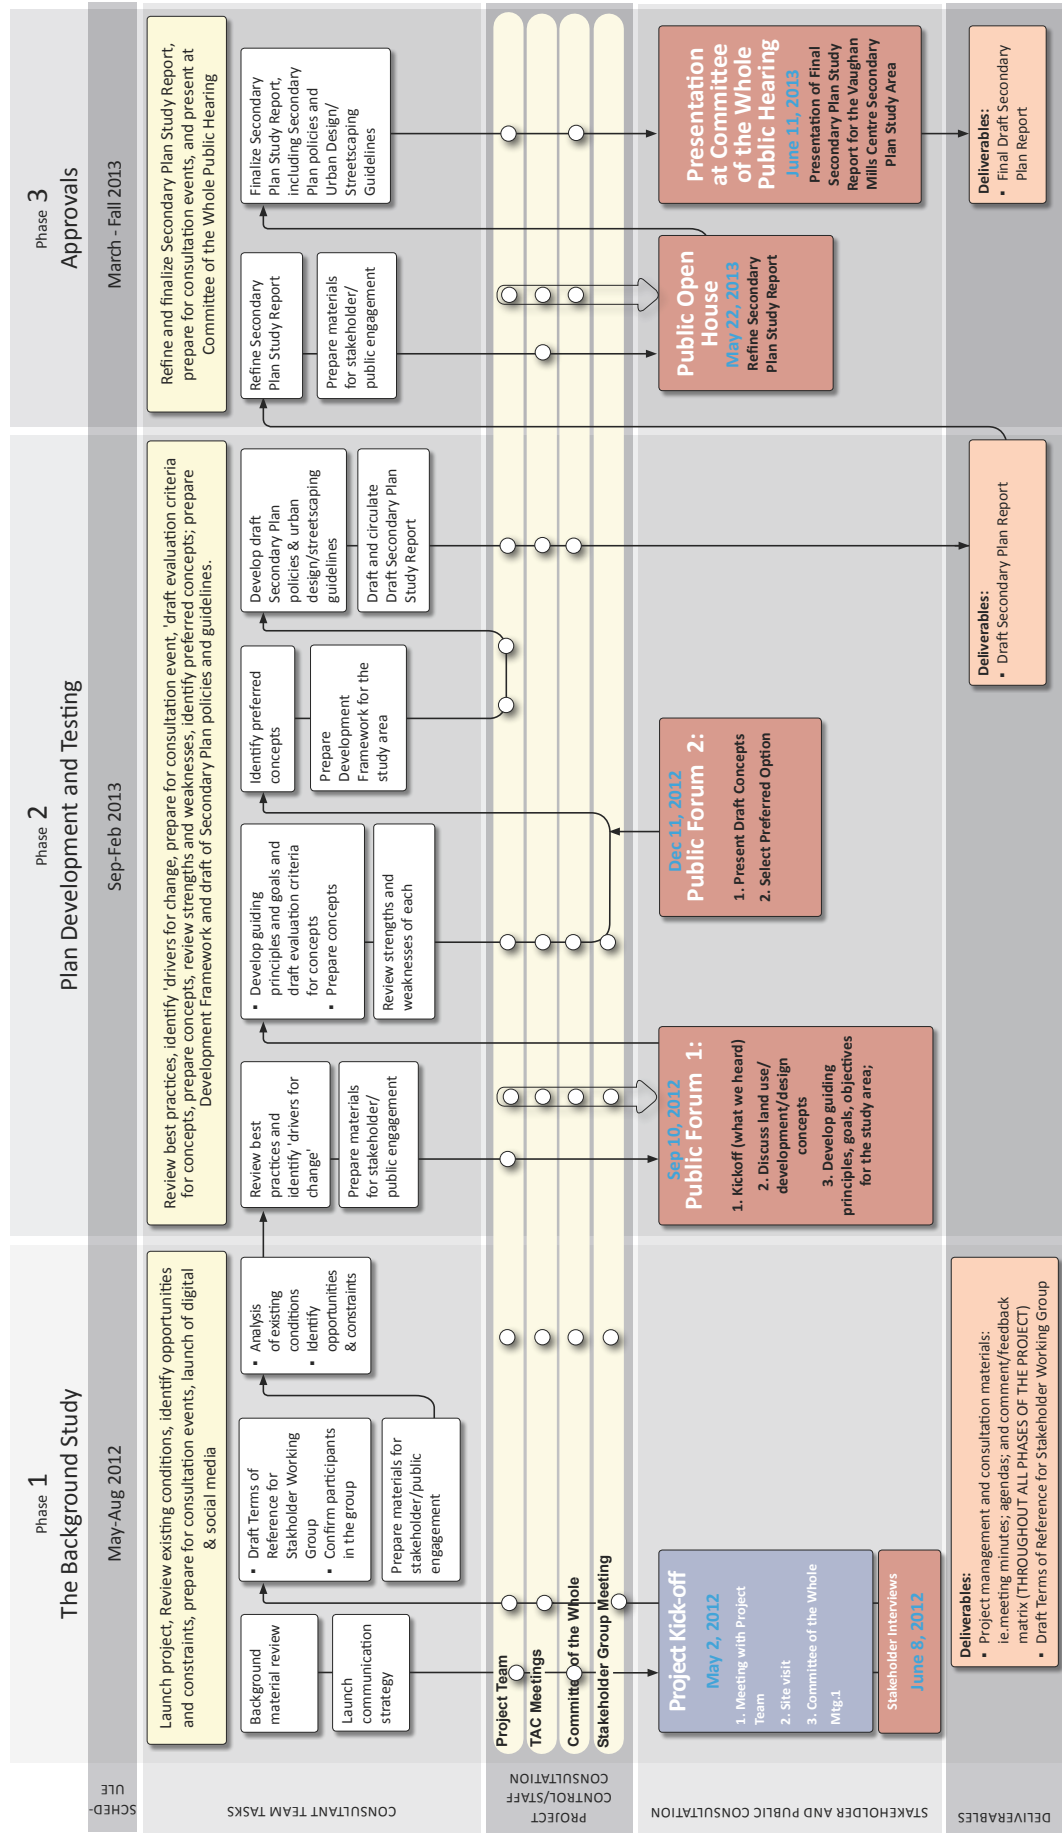 Phase 1
The Background Study
Phase 2
Plan Development and Testing
Phase 3
Approvals
SCHED-
ULE
May-Aug 2012
Sep-Feb 2013
March - Fall 2013
CONSULTANT TEAM TASKS
Launch project, Review existing conditions, identify opportunities
and constraints, prepare for consultation events, launch of digital
& social media
Background
material review
Launch
communication
strategy
▪ Draft Terms of
Reference for
Stakholder Working
Group
▪ Confirm participants
in the group
Prepare materials for
stakeholder/public
engagement
▪ Analysis
of existing
conditions
▪ Identify
opportunities
& constraints
Review best practices, identify 'drivers for change, prepare for consultation event, 'draft evaluation criteria
for concepts, prepare concepts, review strengths and weaknesses, identify preferred concepts; prepare
Development Framework and draft of Secondary Plan policies and guidelines.
Review best
practices and
identify 'drivers for
change'
Prepare materials
for stakeholder/
public engagement
▪ Develop guiding
principles and goals and
draft evaluation criteria
for concepts
▪ Prepare concepts
Review strengths and
weaknesses of each
Identify preferred
concepts
Prepare
Development
Framework for the
study area
Develop draft
Secondary Plan
policies & urban
design/streetscaping
guidelines
Draft and circulate
Draft Secondary Plan
Study Report
Refine and finalize Secondary Plan Study Report,
prepare for consultation events, and present at
Committee of the Whole Public Hearing
Refine Secondary
Plan Study Report
Prepare materials
for stakeholder/
public engagement
Finalize Secondary
Plan Study Report,
including Secondary
Plan policies and
Urban Design/
Streetscaping
Guidelines
PROJECT
CONTROL/STAFF
CONSULTATION
Project Team
TAC Meetings
Committee of the Whole
Stakeholder Group Meeting
STAKEHOLDER AND PUBLIC CONSULTATION
Project Kick-off
May 2, 2012
1. Meeting with Project
Team
2. Site visit
3. Committee of the Whole
Mtg.1
Stakeholder Interviews
June 8, 2012
Sep 10, 2012
Public Forum 1:
1. Kickoff (what we heard)
2. Discuss land use/
development/design
concepts
3. Develop guiding
principles, goals, objectives
for the study area;
Dec 11, 2012
Public Forum 2:
1. Present Draft Concepts
2. Select Preferred Option
Public Open
House
May 22, 2013
Refine Secondary
Plan Study Report
Presentation
at Committee
of the Whole
Public Hearing
June 11, 2013
Presentation of Final
Secondary Plan Study
Report for the Vaughan
Mills Centre Secondary
Plan Study Area
DELIVERABLES
Deliverables:
▪ Project management and consultation materials:
ie.meeting minutes; agendas; and comment/feedback
matrix (THROUGHOUT ALL PHASES OF THE PROJECT)
▪ Draft Terms of Reference for Stakeholder Working Group
Deliverables:
▪ Draft Secondary Plan Report
Deliverables:
▪ Final Draft Secondary
Plan Report